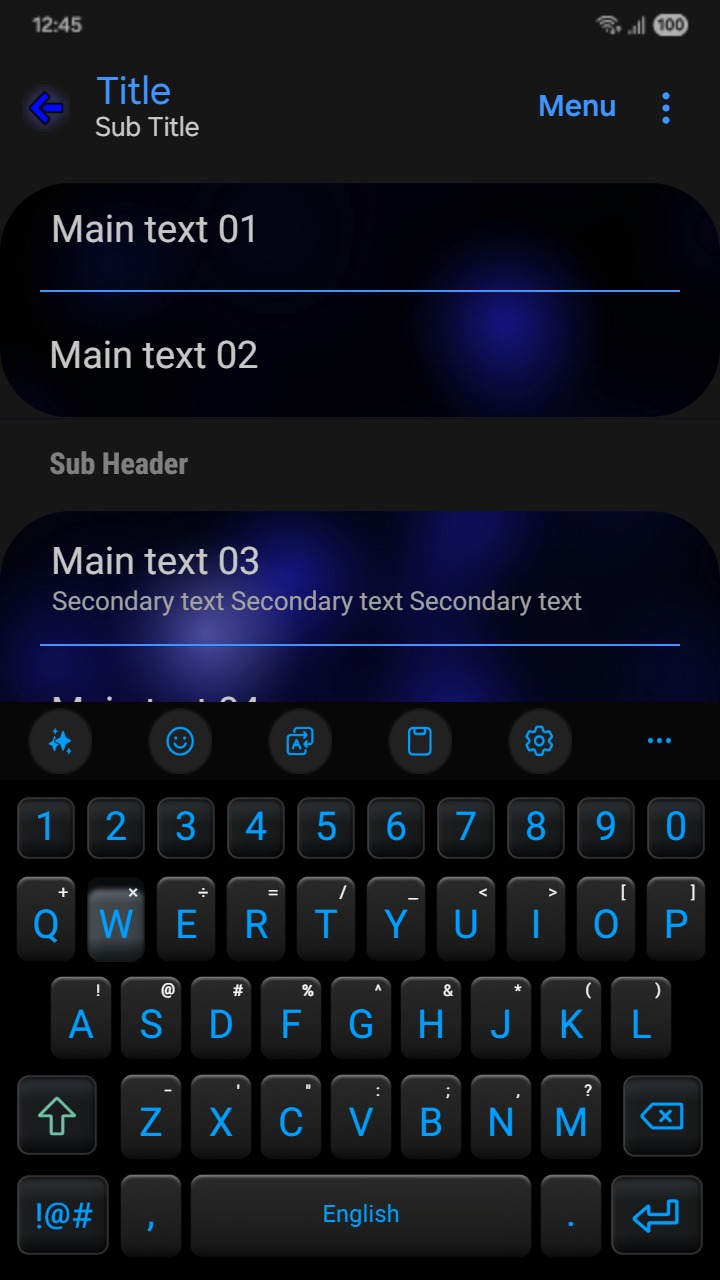 12:45
100
Title
Sub Title
Menu
Main text 01
Main text 02
Sub Header
Main text 03
Secondary text Secondary text Secondary text
A
1 2 3 4 5 6 7 8 9 0
+ × ÷ = / _ < > [ ]
Q W E R T Y U I O P
! @ # % ^ & * ( )
A S D F G H J K L
- ' " : ; , ?
Z X C V B N M
!@# , English .